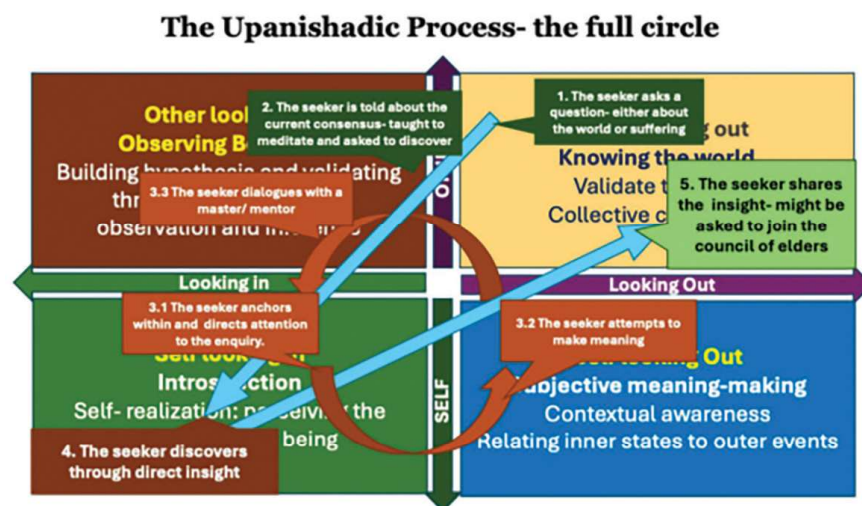 The Upanishadic Process- the full circle
Other look
Observing Be
Building hypothesis and validating
observation and
2. The seeker is told about the
current consensus- taught to
meditate and asked to discover
1. The seeker asks a
question- either about
the world or suffering
out
Knowing the world
Validate
Collective
3.3 The seeker dialogues with a
master/ mentor
5. The seeker shares
the insight- might be
asked to join the
council of elders
Looking in
Looking Out
3.1 The seeker anchors
within and directs attention
to the enquiry.
3.2 The seeker attempts to
make meaning
SELF
Looking Out
Subjective meaning-making
Contextual awareness
Relating inner states to outer events
Self- realization: the
being
4. The seeker discovers
through direct insight